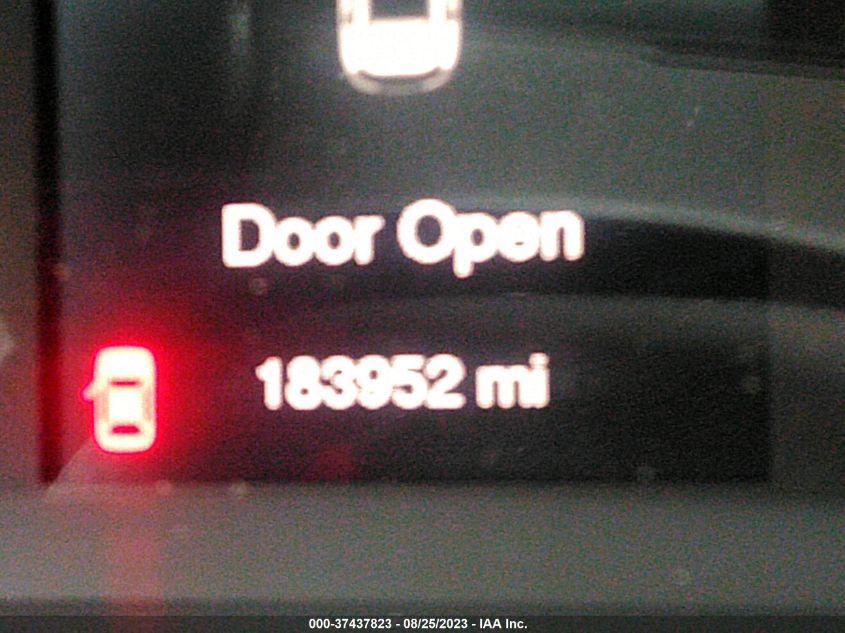 Door Open
183952 mi
000-37437823 - 08/25/2023 - IAA Inc.